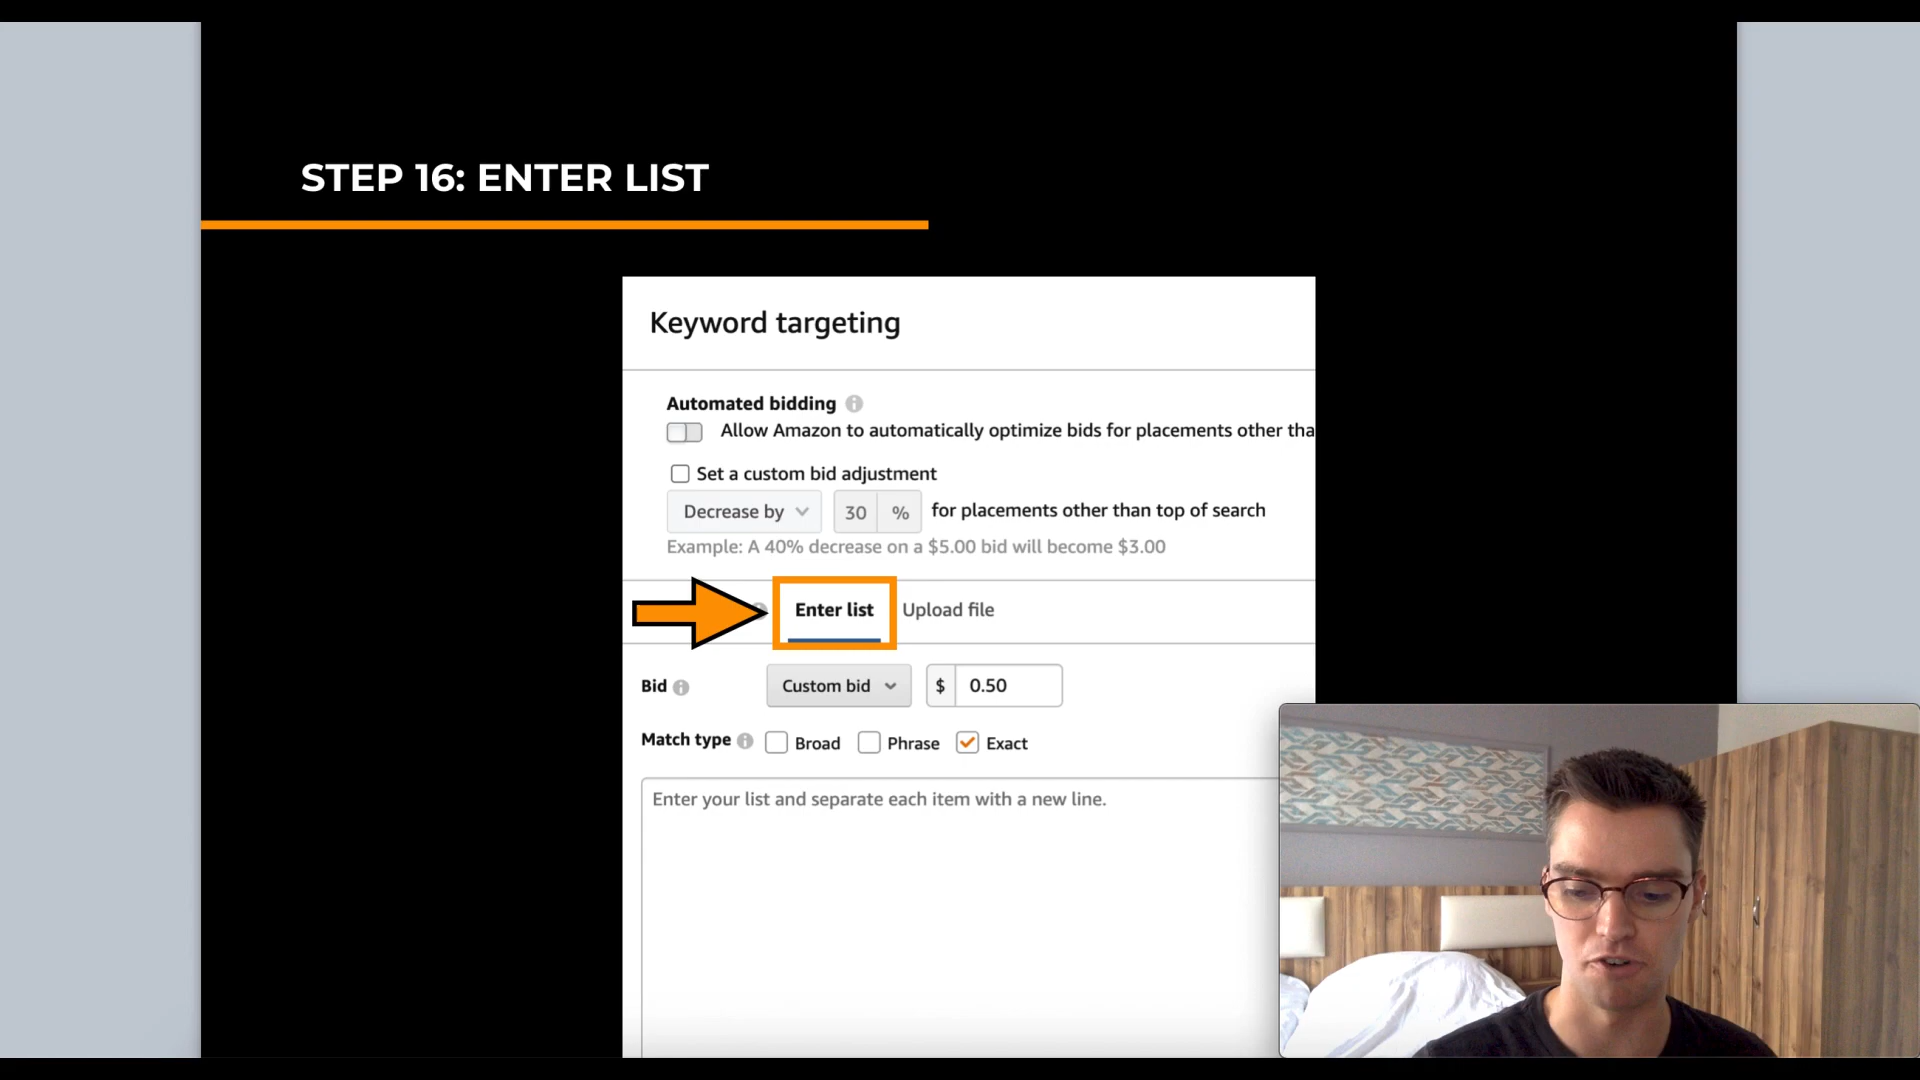 STEP 16: ENTER LIST
Keyword targeting
Automated bidding
Allow Amazon to automatically optimize bids for placements other tha
Set a custom bid adjustment
Decrease by 30 % for placements other than top of search
Example: A 40% decrease on a $5.00 bid will become $3.00
Enter list Upload file
Bid Custom bid $ 0.50
Match type Broad Phrase Exact
Enter your list and separate each item with a new line.